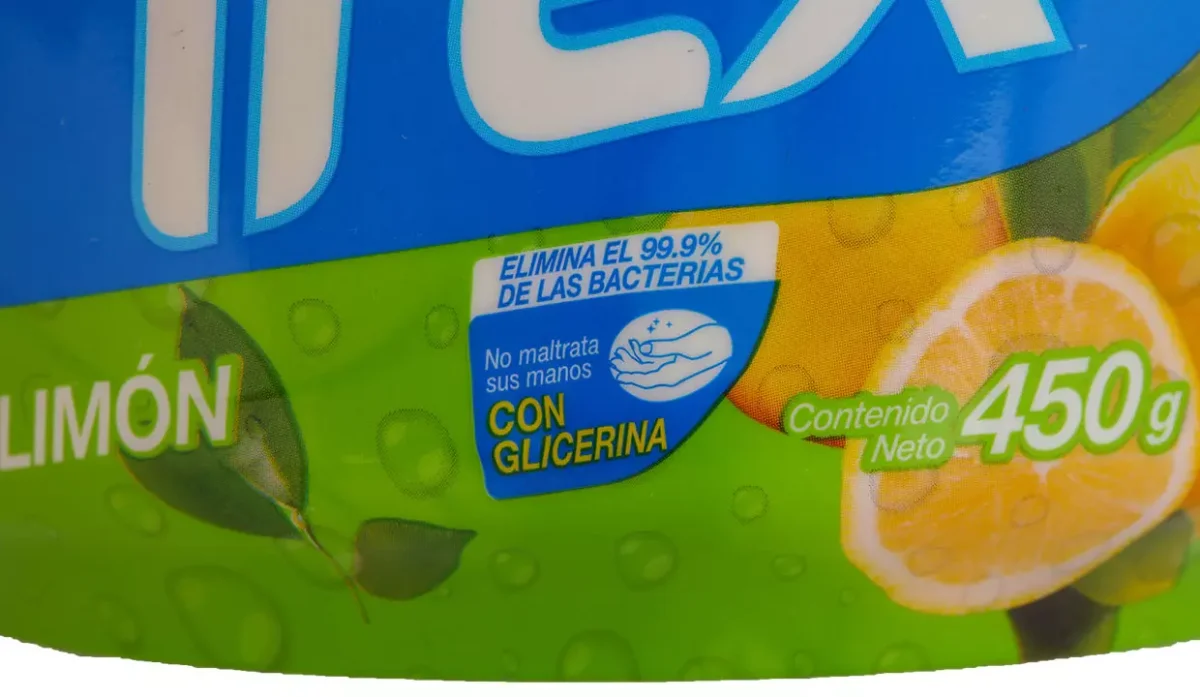 ELIMINA EL 99.9%
DE LAS BACTERIAS
No maltrata
sus manos
CON
GLICERINA
LIMÓN
Contenido
Neto
450 g